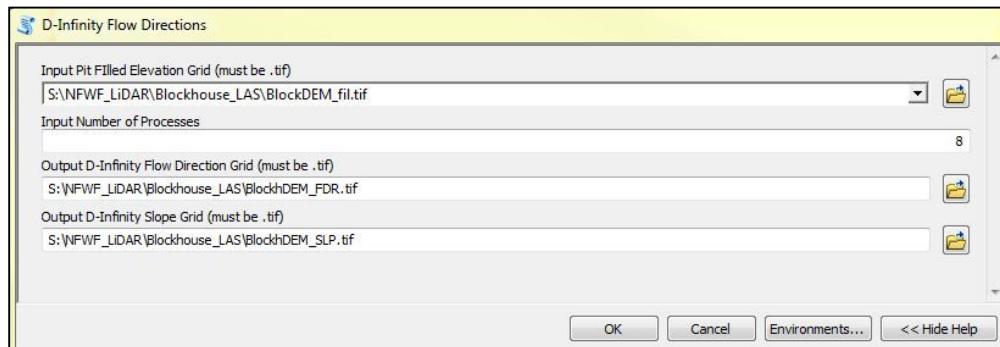 D-Infinity Flow Directions
Input Pit FIlled Elevation Grid (must be .tif)
S:\NFWF_LiDAR\Blockhouse_LAS\BlockDEM_fil.tif
Input Number of Processes
8
Output D-Infinity Flow Direction Grid (must be .tif)
S:\NFWF_LiDAR\Blockhouse_LAS\BlockhDEM_FDR.tif
Output D-Infinity Slope Grid (must be .tif)
S:\NFWF_LiDAR\Blockhouse_LAS\BlockhDEM_SLP.tif
OK Cancel Environments... << Hide Help